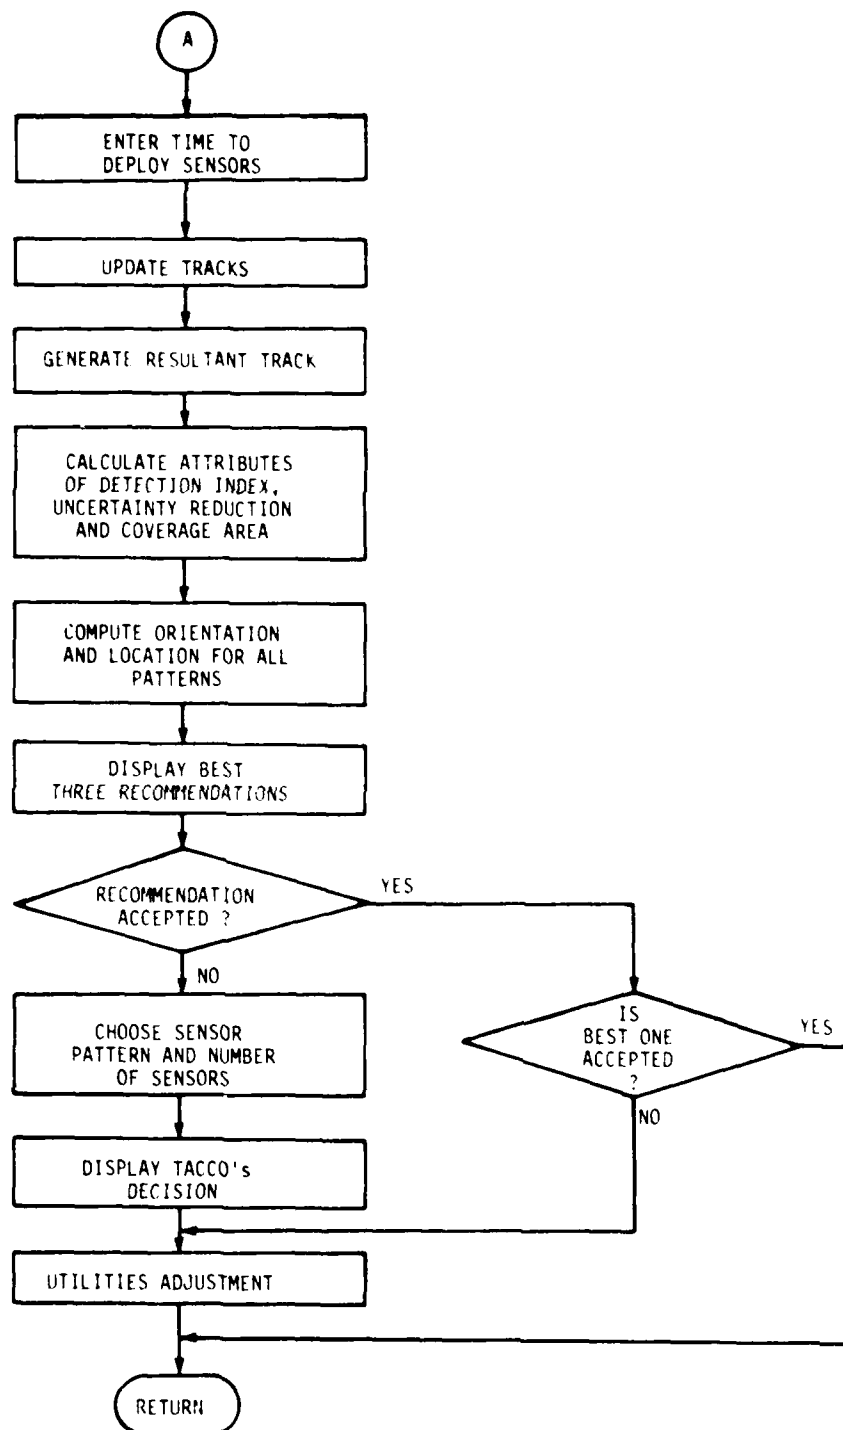 A
ENTER TIME TO
DEPLOY SENSORS
UPDATE TRACKS
GENERATE RESULTANT TRACK
CALCULATE ATTRIBUTES
OF DETECTION INDEX,
UNCERTAINTY REDUCTION
AND COVERAGE AREA
COMPUTE ORIENTATION
AND LOCATION FOR ALL
PATTERNS
DISPLAY BEST
THREE RECOMMENDATIONS
RECOMMENDATION
ACCEPTED ?
YES
NO
CHOOSE SENSOR
PATTERN AND NUMBER
OF SENSORS
IS
BEST ONE
ACCEPTED
?
YES
NO
DISPLAY TACCO's
DECISION
UTILITIES ADJUSTMENT
RETURN